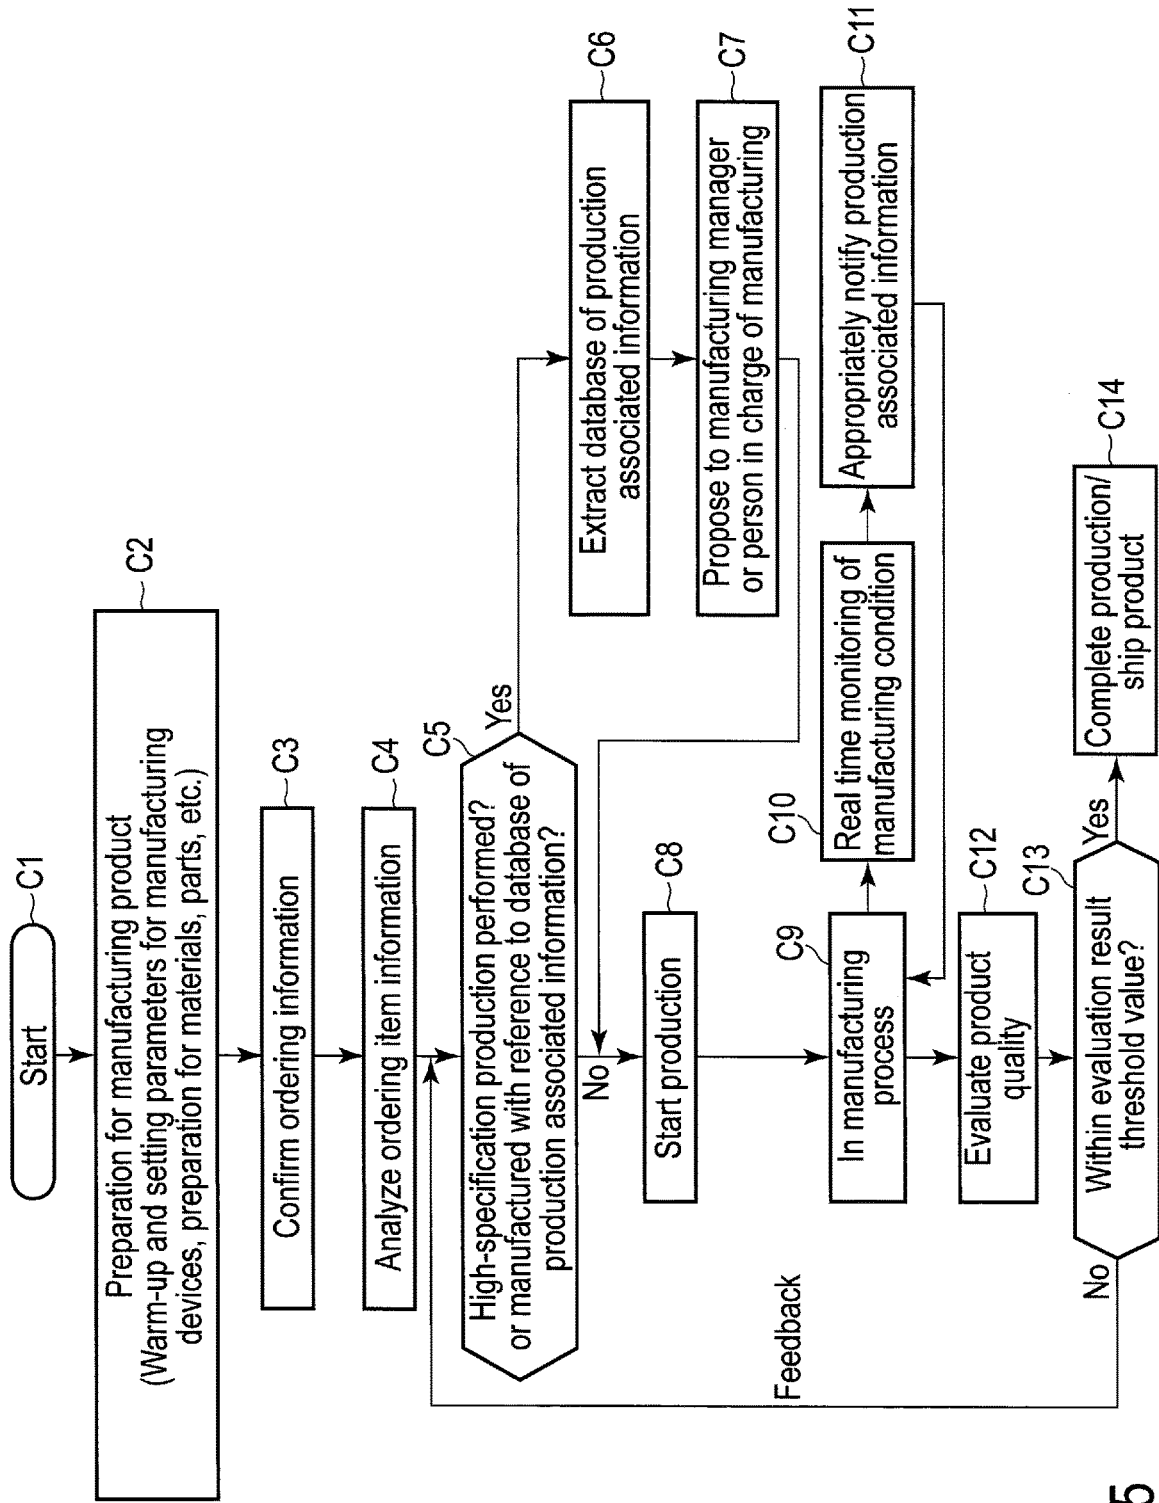 Start
C1
Preparation for manufacturing product
(Warm-up and setting parameters for manufacturing
devices, preparation for materials, parts, etc.)
C2
Confirm ordering information
C3
Analyze ordering item information
C4
High-specification production performed?
or manufactured with reference to database of
production associated information?
C5
Yes
No
Extract database of production
associated information
C6
Propose to manufacturing manager
or person in charge of manufacturing
C7
Start production
C8
In manufacturing
process
C9
Real time monitoring of
manufacturing condition
C10
Appropriately notify production
associated information
C11
Evaluate product
quality
C12
Within evaluation result
threshold value?
C13
Yes
No
Feedback
Complete production/
ship product
C14
5